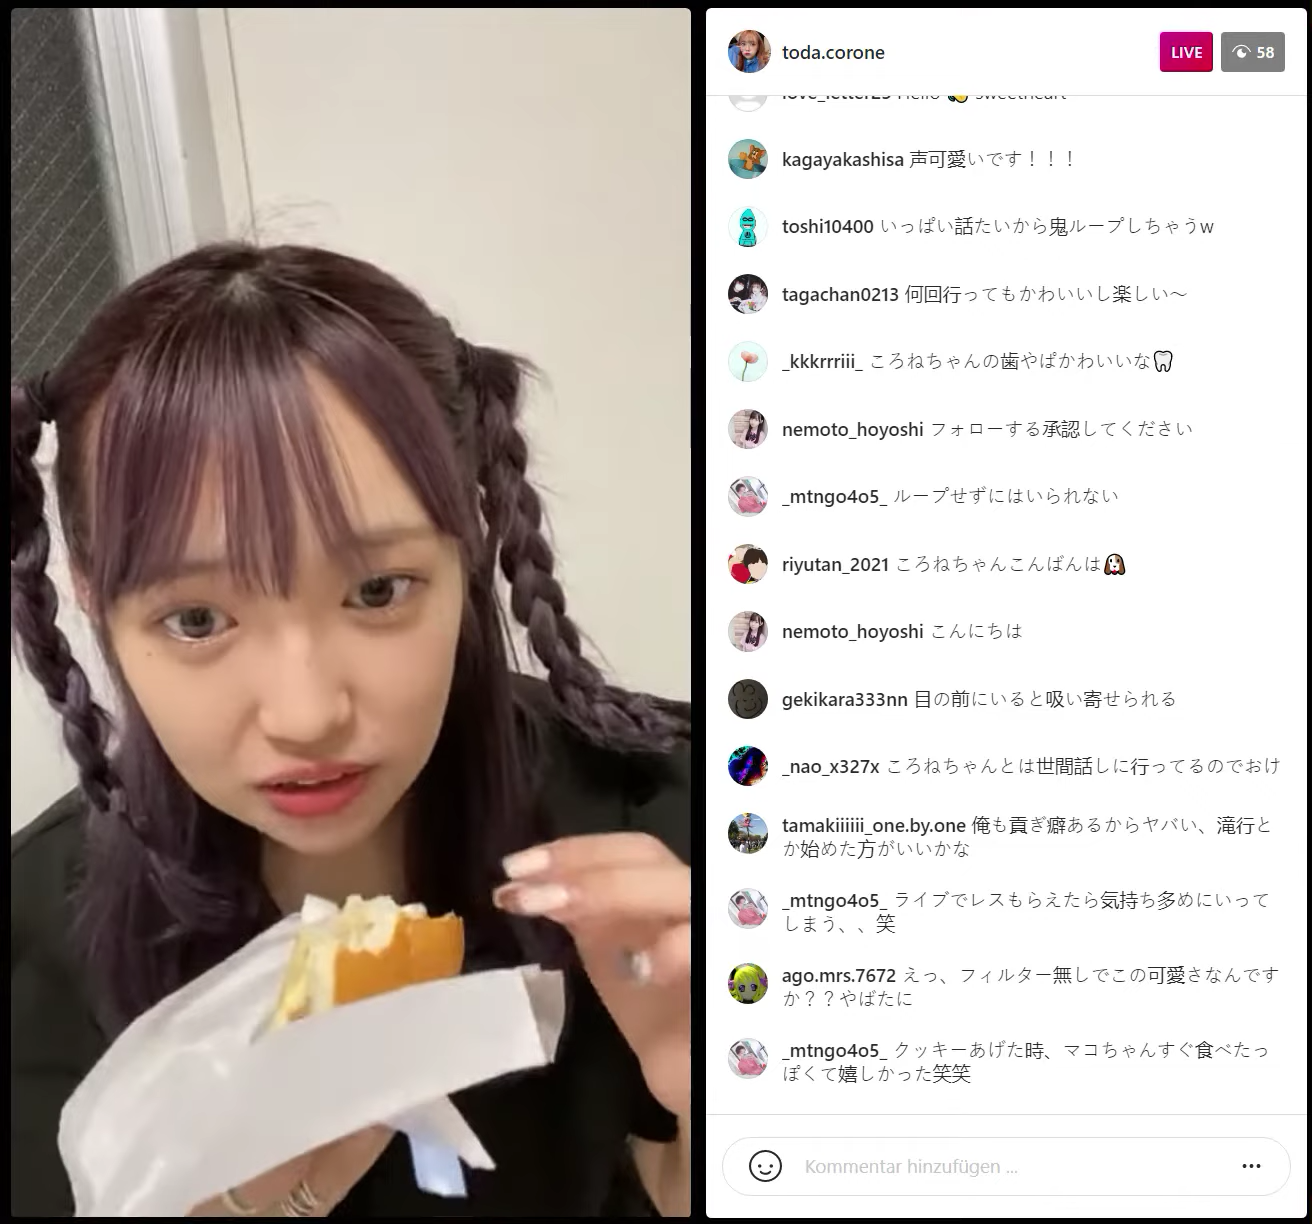 toda.corone
LIVE
58
love_letter25 Hello sweetheart
kagayakashisa 声可愛いです！！！
toshi10400 いっぱい話たいから鬼ループしちゃうw
tagachan0213 何回行ってもかわいいし楽しい〜
_kkkrrriii_ ころねちゃんの歯やぱかわいいな🦷
nemoto_hoyoshi フォローする承認してください
_mtngo4o5_ ループせずにはいられない
riyutan_2021 ころねちゃんこんばんは🐶
nemoto_hoyoshi こんにちは
gekikara333nn 目の前にいると吸い寄せられる
_nao_x327x ころねちゃんとは世間話しに行ってるのでおけ
tamakiiiiii_one.by.one 俺も貢ぎ癖あるからヤバい、滝行と
か始めた方がいいかな
_mtngo4o5_ ライブでレスもらえたら気持ち多めにいって
しまう、、笑
ago.mrs.7672 えっ、フィルター無しでこの可愛さなんです
か？？やばたに
_mtngo4o5_ クッキーあげた時、マコちゃんすぐ食べたっ
ぽくて嬉しかった笑笑
Kommentar hinzufügen ...